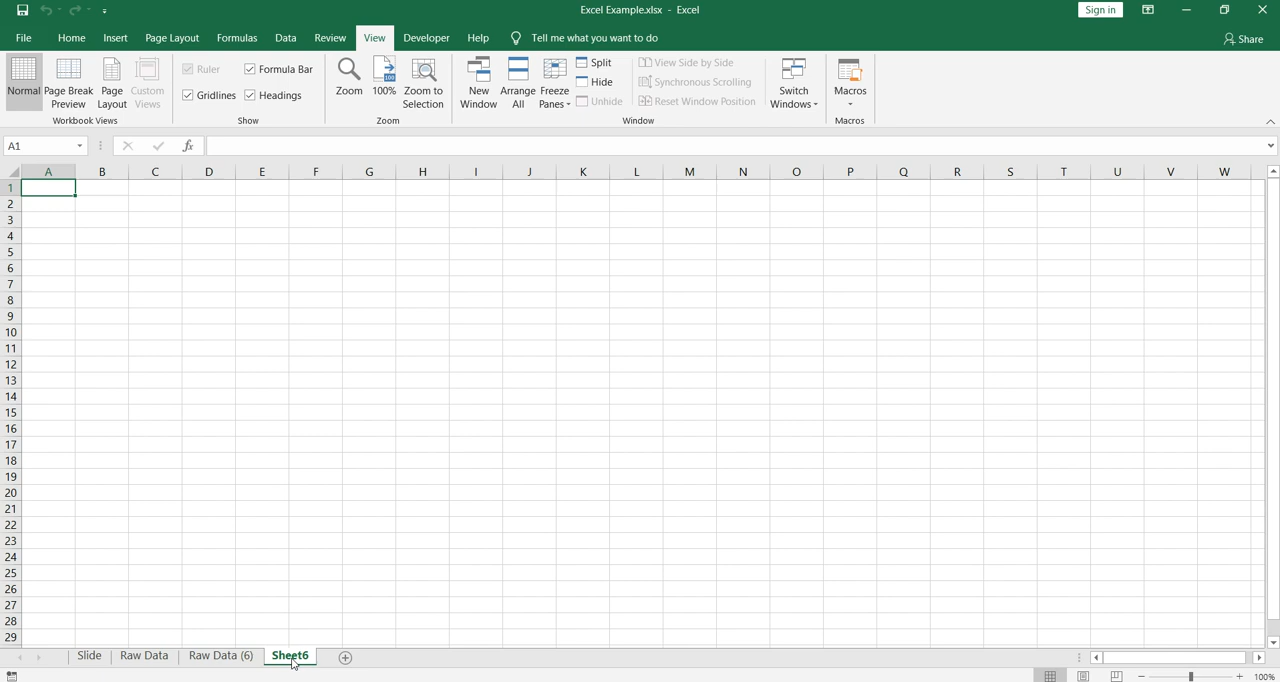 Excel Example.xlsx - Excel
Sign in
File Home Insert Page Layout Formulas Data Review View Developer Help Tell me what you want to do Share
Normal Page Break Preview Page Layout Custom Views
Workbook Views
Ruler Formula Bar
Gridlines Headings
Show
Zoom 100% Zoom to Selection
Zoom
New Window Arrange All Freeze Panes
Split
Hide
Unhide
View Side by Side
Synchronous Scrolling
Reset Window Position
Switch Windows
Window
Macros
Macros
A1 fx
A B C D E F G H I J K L M N O P Q R S T U V W
1
2
3
4
5
6
7
8
9
10
11
12
13
14
15
16
17
18
19
20
21
22
23
24
25
26
27
28
29
Slide Raw Data Raw Data (6) Sheet6
100%